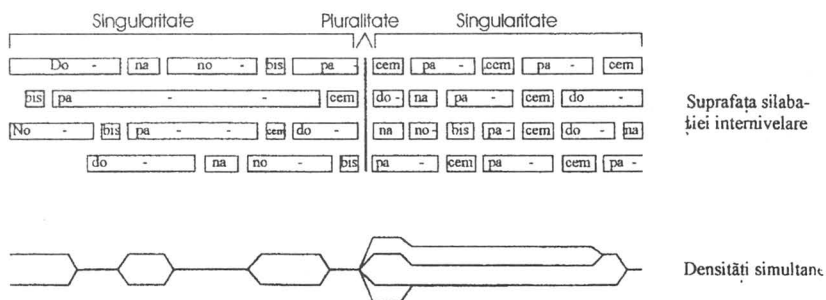 Singularitate Pluralitate Singularitate
Do - na no - bis pa - cem pa - cem pa - cem
bis pa - - cem do - na pa - cem do -
No - bis pa - - cem do - na no - bis pa - cem do - na
do - na no - bis pa - cem pa - cem pa -
Suprafața silaba-
ției internivelare
Densități simultane